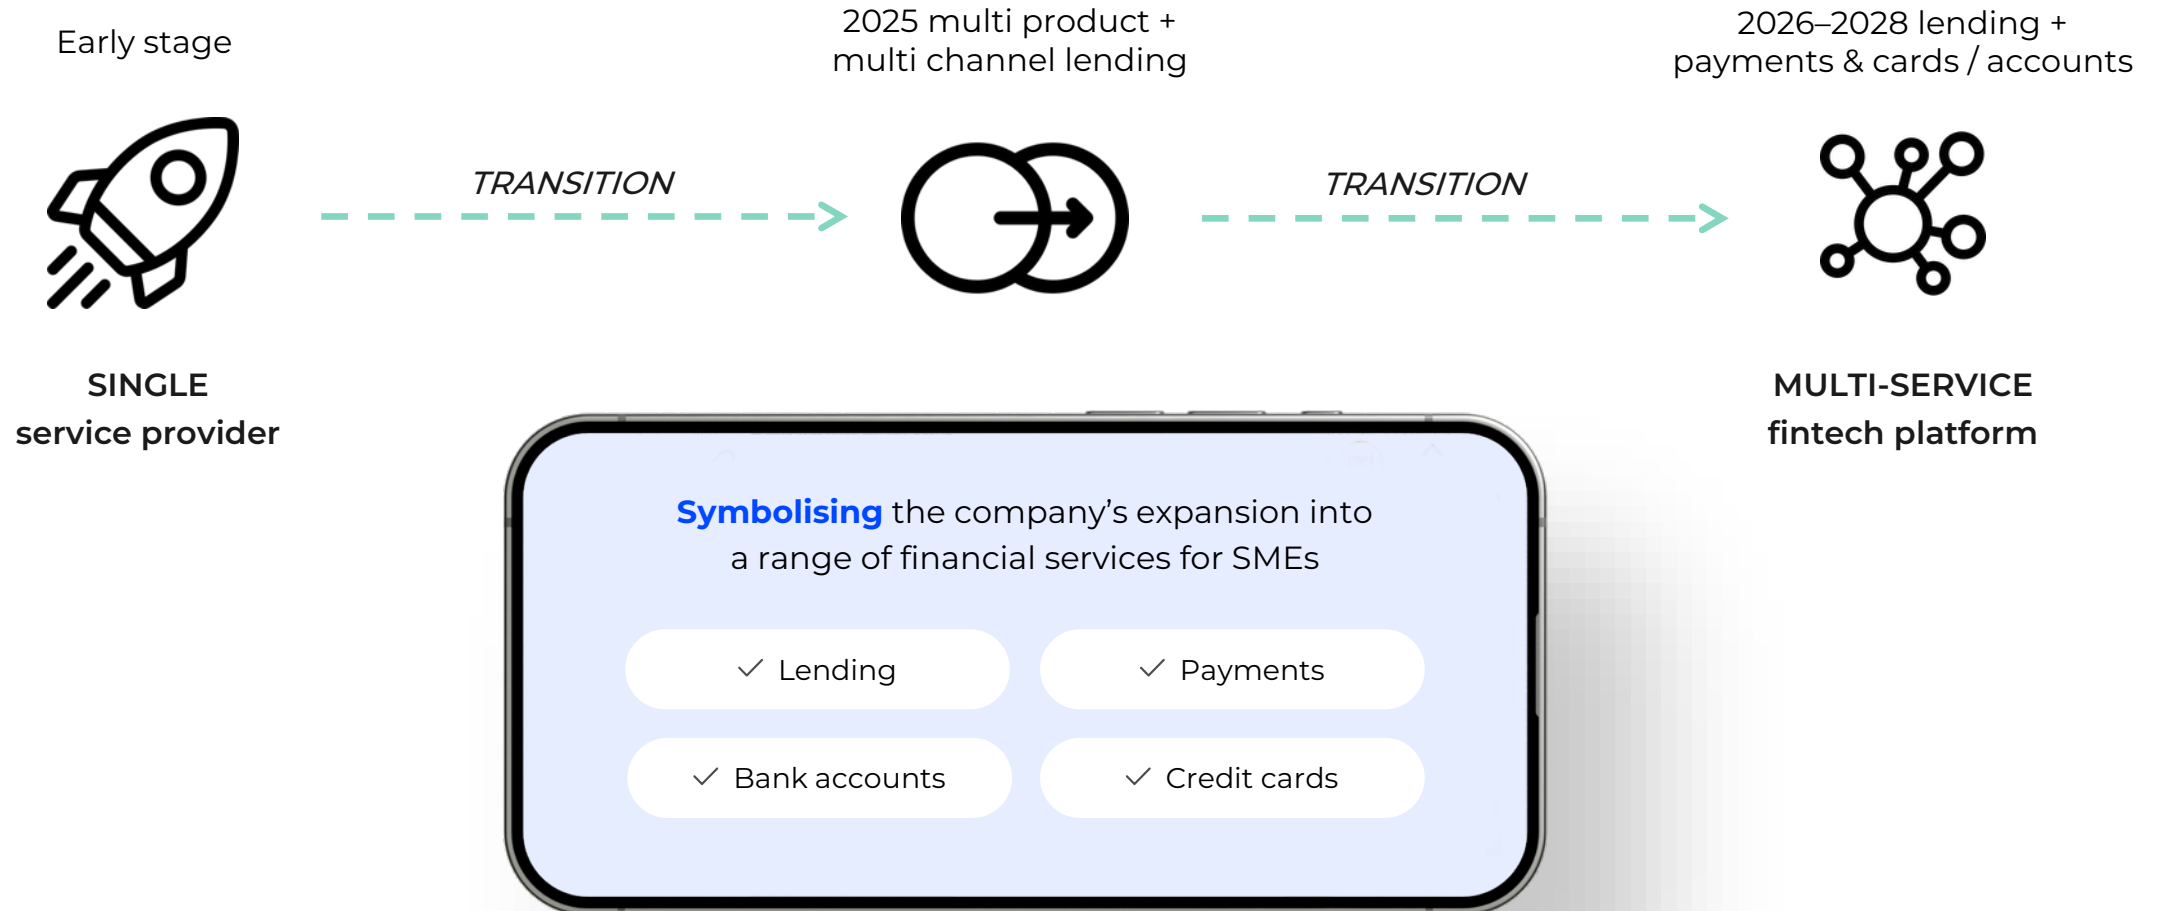 Early stage
2025 multi product +
multi channel lending
2026–2028 lending +
payments & cards / accounts
TRANSITION
TRANSITION
SINGLE
service provider
MULTI-SERVICE
fintech platform
Symbolising the company’s expansion into
a range of financial services for SMEs
Lending
Payments
Bank accounts
Credit cards